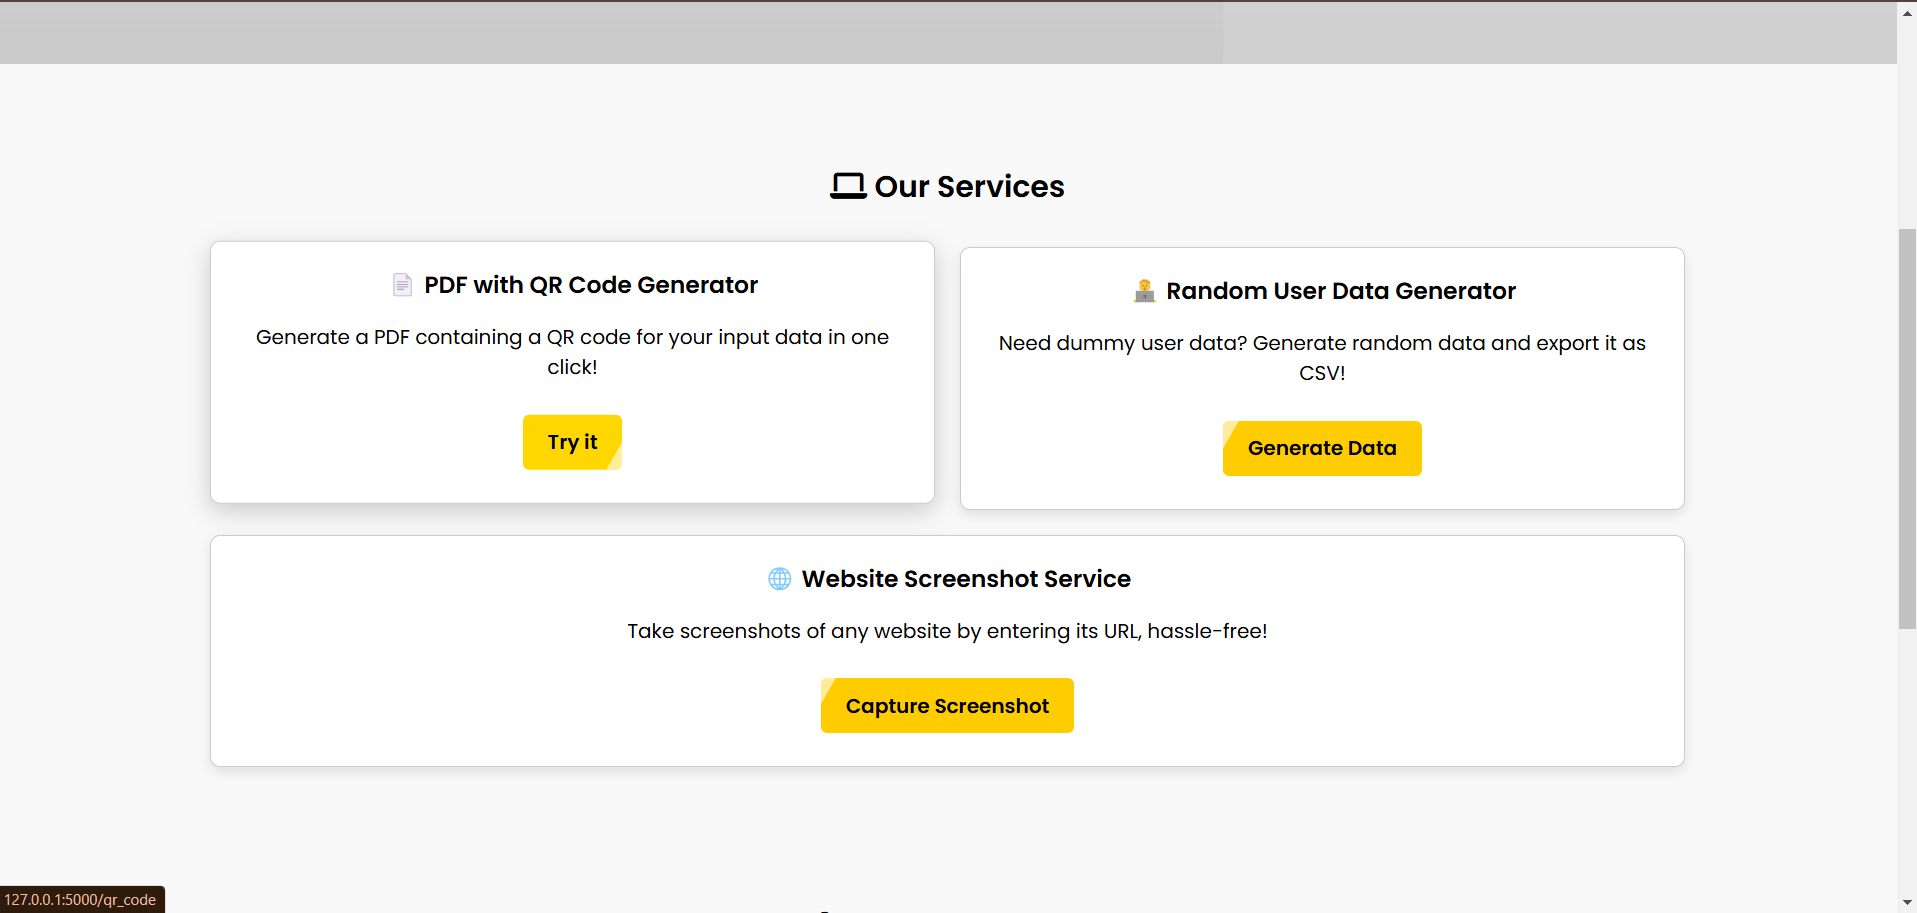 Our Services
PDF with QR Code Generator
Generate a PDF containing a QR code for your input data in one
click!
Try it
Random User Data Generator
Need dummy user data? Generate random data and export it as
CSV!
Generate Data
Website Screenshot Service
Take screenshots of any website by entering its URL, hassle-free!
Capture Screenshot
127.0.0.1:5000/qr_code